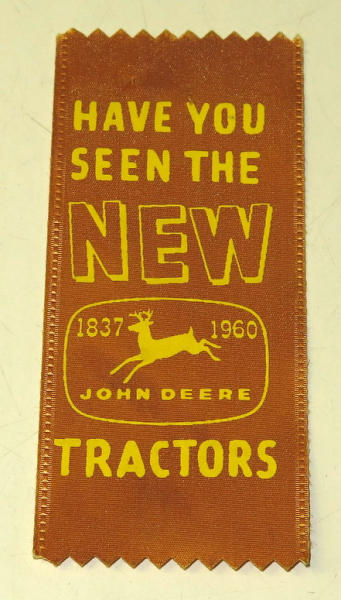 HAVE YOU
SEEN THE
NEW
1837 1960
JOHN DEERE
TRACTORS